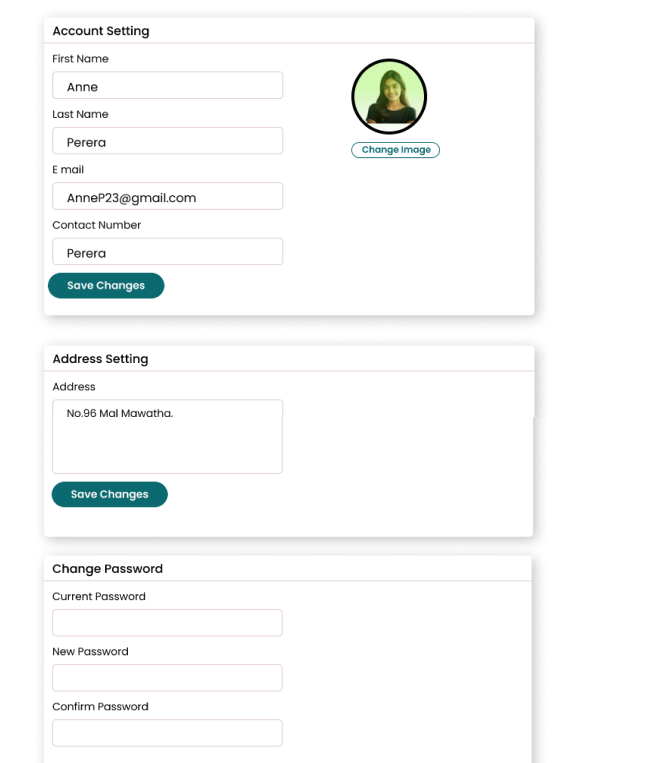 Account Setting
First Name
Anne
Last Name
Perera
E mail
AnneP23@gmail.com
Contact Number
Perera
Save Changes
Change Image
Address Setting
Address
No.96 Mal Mawatha.
Save Changes
Change Password
Current Password
New Password
Confirm Password